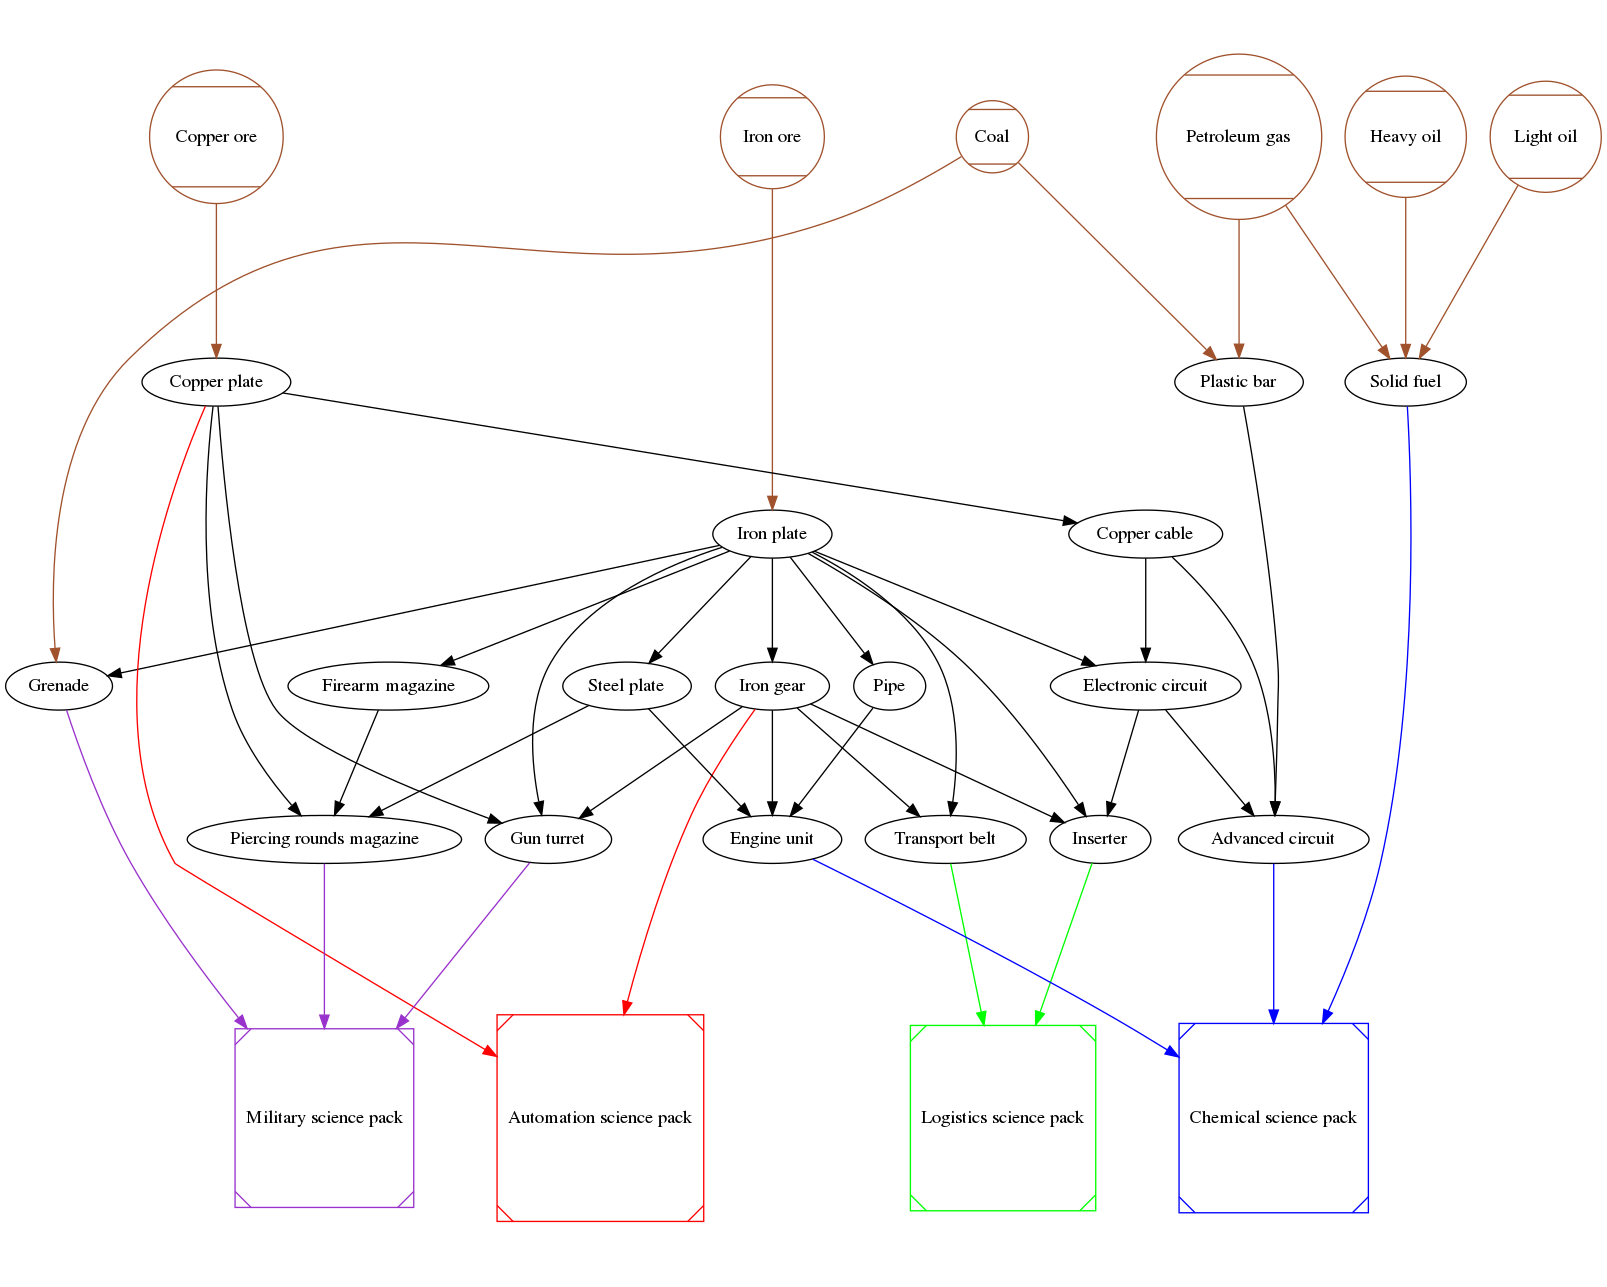 Copper ore
Iron ore
Coal
Petroleum gas
Heavy oil
Light oil
Copper plate
Plastic bar
Solid fuel
Iron plate
Copper cable
Grenade
Firearm magazine
Steel plate
Iron gear
Pipe
Electronic circuit
Piercing rounds magazine
Gun turret
Engine unit
Transport belt
Inserter
Advanced circuit
Military science pack
Automation science pack
Logistics science pack
Chemical science pack